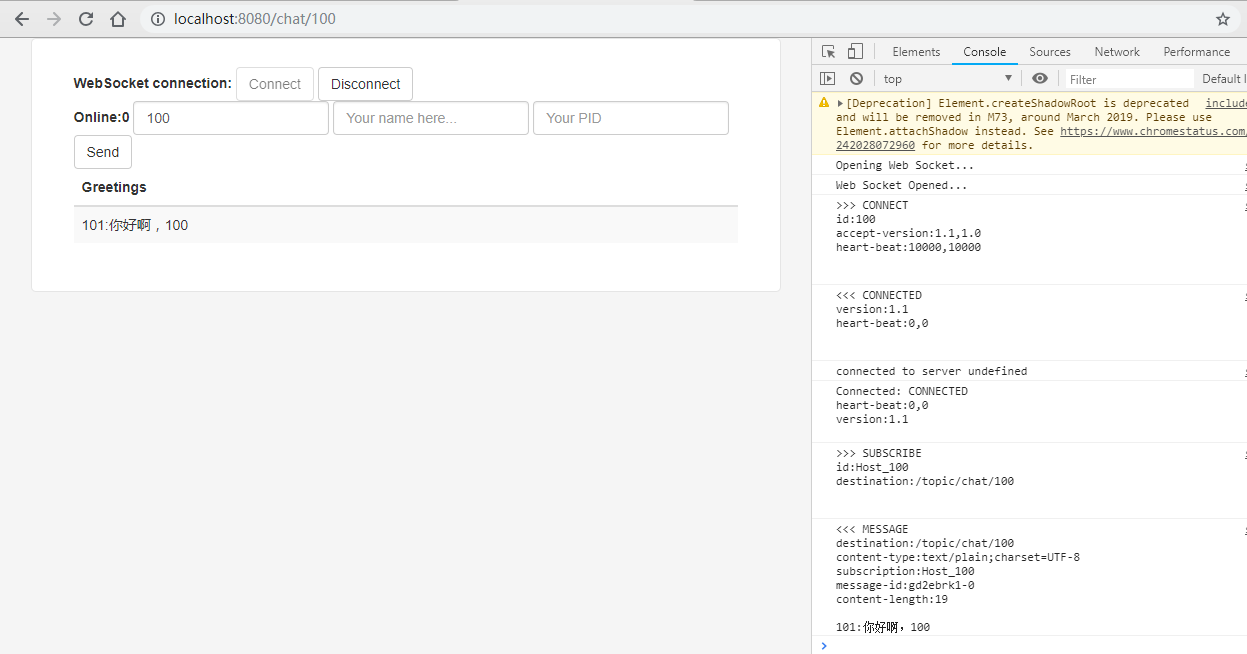 localhost:8080/chat/100
WebSocket connection: Connect Disconnect
Online:0 100 Your name here... Your PID
Send
Greetings
101:你好啊，100
Elements Console Sources Network Performance
top Filter Default
[Deprecation] Element.createShadowRoot is deprecated include
and will be removed in M73, around March 2019. Please use
Element.attachShadow instead. See https://www.chromestatus.com/
242028072960 for more details.
Opening Web Socket...
Web Socket Opened...
>>> CONNECT
id:100
accept-version:1.1,1.0
heart-beat:10000,10000
<<< CONNECTED
version:1.1
heart-beat:0,0
connected to server undefined
Connected: CONNECTED
heart-beat:0,0
version:1.1
>>> SUBSCRIBE
id:Host_100
destination:/topic/chat/100
<<< MESSAGE
destination:/topic/chat/100
content-type:text/plain;charset=UTF-8
subscription:Host_100
message-id:gd2ebrk1-0
content-length:19
101:你好啊，100